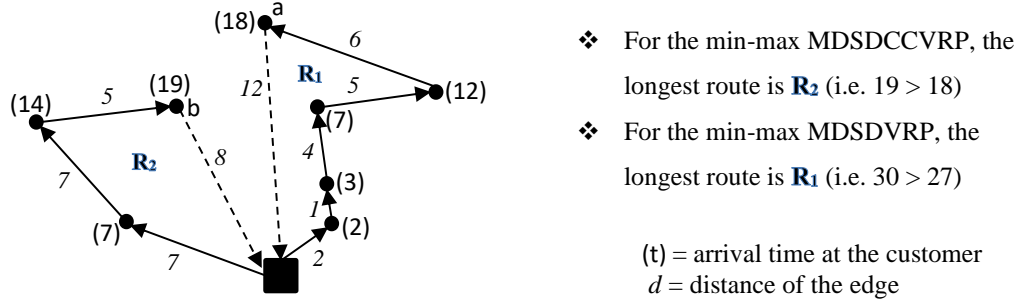 a
(18)
6
R₁
12
5
(12)
(7)
4
(3)
1
(2)
2
(19)
b
5
(14)
R₂
8
7
(7)
7
❖ For the min-max MDSDCCVRP, the
longest route is R₂ (i.e. 19 > 18)
❖ For the min-max MDSDVRP, the
longest route is R₁ (i.e. 30 > 27)
(t) = arrival time at the customer
d = distance of the edge